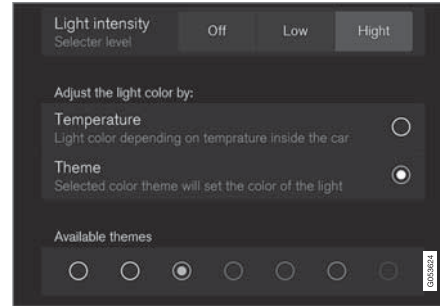 Light intensity
Selecter level
Off
Low
Hight
Adjust the light color by:
Temperature
Light color depending on temprature inside the car
Theme
Selected color theme will set the color of the light
Available themes
G053624